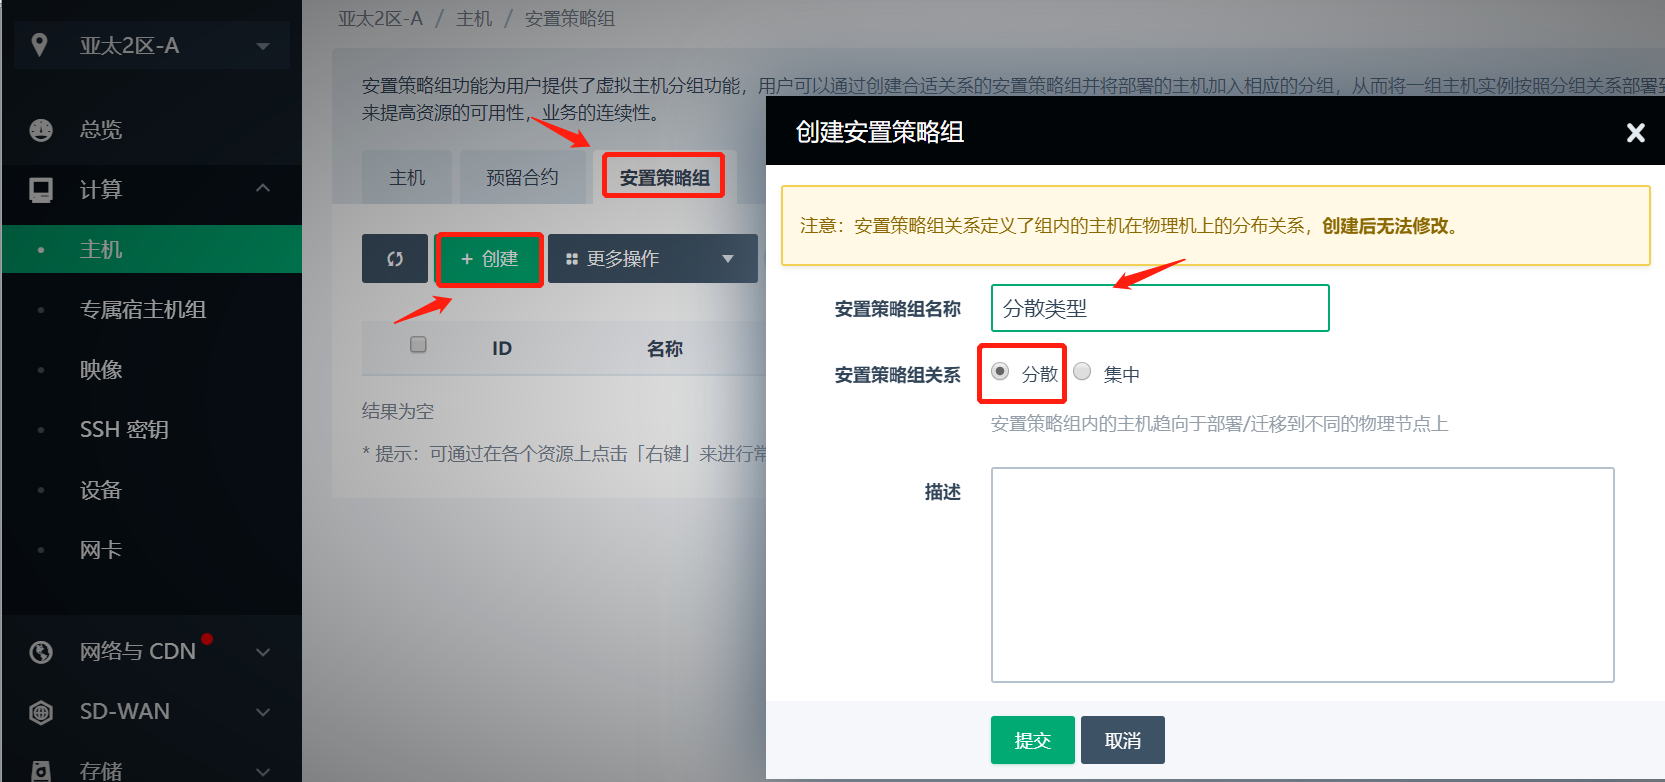 亚太2区-A
总览
计算
主机
专属宿主机组
映像
SSH 密钥
设备
网卡
网络与 CDN
SD-WAN
存储
亚太2区-A / 主机 / 安置策略组
安置策略组功能为用户提供了虚拟主机分组功能，用户可以通过创建合适关系的安置策略组并将部署的主机加入相应的分组，从而将一组主机实例按照分组关系部署到
来提高资源的可用性，业务的连续性。
主机 预留合约 安置策略组
+ 创建 更多操作
ID 名称
结果为空
* 提示：可通过在各个资源上点击「右键」来进行常
创建安置策略组
注意：安置策略组关系定义了组内的主机在物理机上的分布关系，创建后无法修改。
安置策略组名称 分散类型
安置策略组关系 分散 集中
安置策略组内的主机趋向于部署/迁移到不同的物理节点上
描述
提交 取消